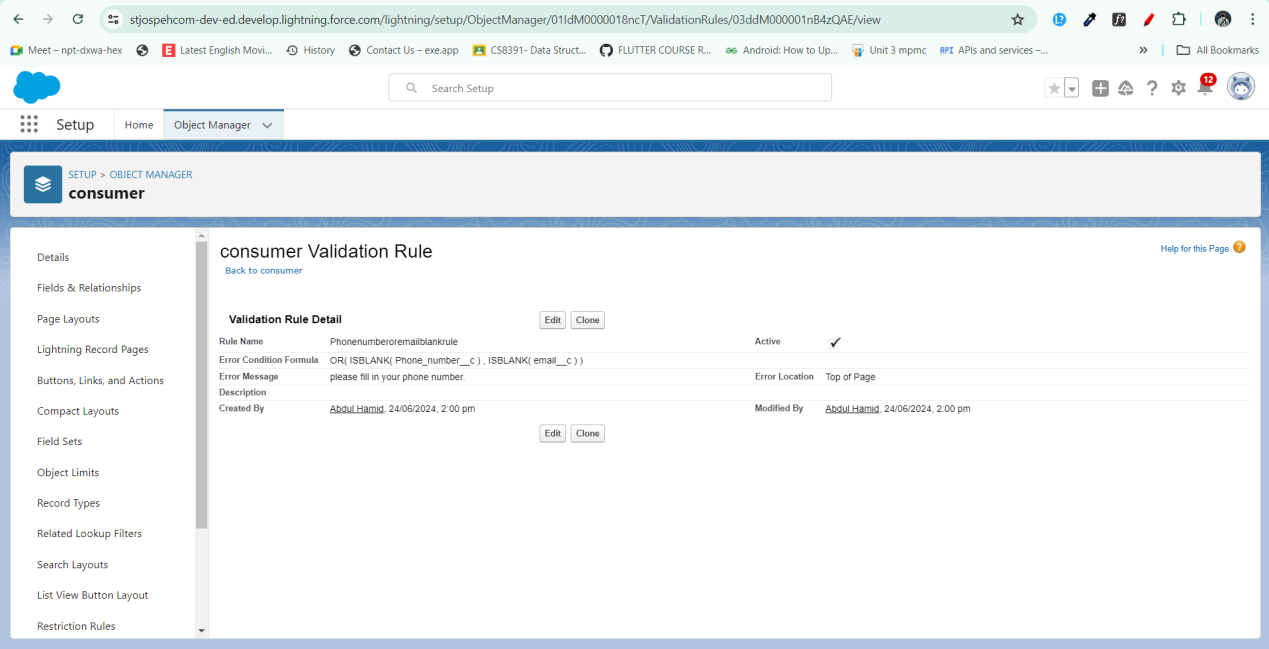 stjospehcom-dev-ed.develop.lightning.force.com/lightning/setup/ObjectManager/01IdM0000018ncT/ValidationRules/03ddM000001nB4zQAE/view
Meet – npt-dxwa-hex
E Latest English Movi...
History
Contact Us – exe.app
CS8391- Data Struct...
FLUTTER COURSE R...
Android: How to Up...
Unit 3 mpmc
API APIs and services –...
»
All Bookmarks
Search Setup
12
Setup
Home
Object Manager
SETUP > OBJECT MANAGER
consumer
Details
Fields & Relationships
Page Layouts
Lightning Record Pages
Buttons, Links, and Actions
Compact Layouts
Field Sets
Object Limits
Record Types
Related Lookup Filters
Search Layouts
List View Button Layout
Restriction Rules
consumer Validation Rule
Back to consumer
Help for this Page ?
Validation Rule Detail
Edit Clone
Rule Name Phonenumberoremailblankrule Active
Error Condition Formula OR( ISBLANK( Phone_number__c ) , ISBLANK( email__c ) )
Error Message please fill in your phone number. Error Location Top of Page
Description
Created By Abdul Hamid, 24/06/2024, 2:00 pm Modified By Abdul Hamid, 24/06/2024, 2:00 pm
Edit Clone